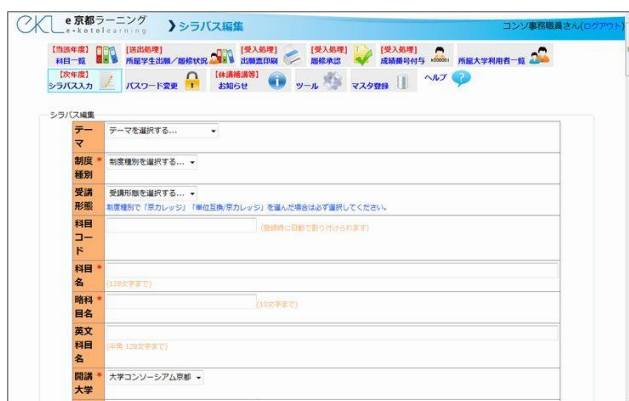 eKL e京都ラーニング
e-kotolearning
シラバス編集
コンソ事務職員さん(ログアウト)
【当該年度】
科目一覧
【送出処理】
所属学生出願／履修状況
【受入処理】
出願票印刷
【受入処理】
履修承認
【受入処理】
成績番号付与
所属大学利用者一覧
【次年度】
シラバス入力
パスワード変更
【休講補講等】
お知らせ
ツール
マスタ登録
ヘルプ
シラバス編集
テーマ
テーマを選択する...
制度種別 *
制度種別を選択する...
受講形態
受講形態を選択する...
制度種別で「京カレッジ」「単位互換/京カレッジ」を選んだ場合は必ず選択してください。
科目コード
(登録時に自動で割り付けられます)
科目名 *
(128文字まで)
略科目名 *
(10文字まで)
英文科目名
(半角 128文字まで)
開講大学 *
大学コンソーシアム京都